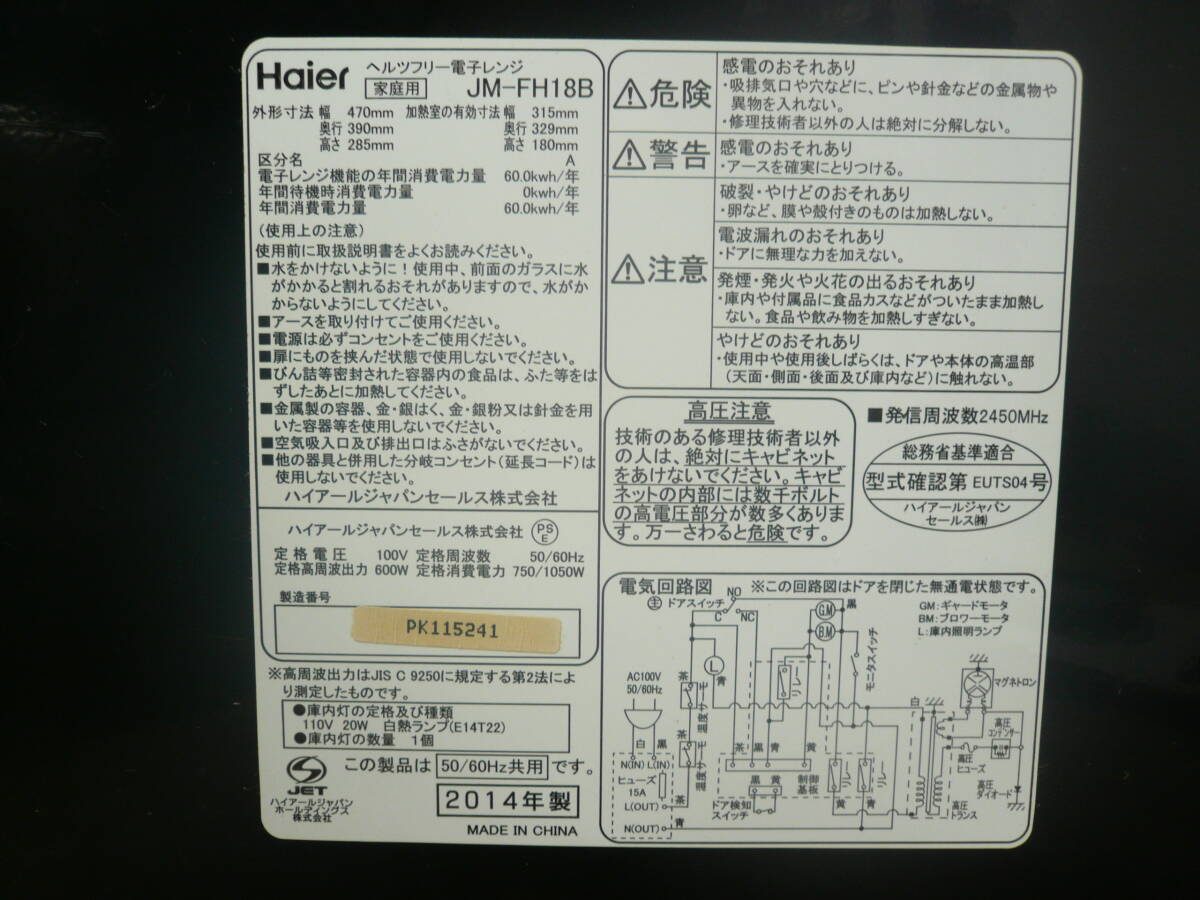 Haier
ヘルツフリー電子レンジ
家庭用 JM-FH18B
外形寸法 幅 470mm 加熱室の有効寸法 幅 315mm
奥行 390mm 奥行 329mm
高さ 285mm 高さ 180mm
区分名 A
電子レンジ機能の年間消費電力量 60.0kwh/年
年間待機時消費電力量 0kwh/年
年間消費電力量 60.0kwh/年
(使用上の注意)
使用前に取扱説明書をよくお読みください。
■水をかけないように!使用中、前面のガラスに水
がかかると割れるおそれがありますので、水がか
からないようにしてください。
■アースを取り付けてご使用ください。
■電源は必ずコンセントをご使用ください。
■扉にものを挟んだ状態で使用しないでください。
■びん詰等密封された容器内の食品は、ふた等をは
ずしたあとに加熱してください。
■金属製の容器、金・銀はく、金・銀粉又は針金を用
いた容器等を使用しないでください。
■空気吸入口及び排出口はふさがないでください。
■他の器具と併用した分岐コンセント(延長コード)は
使用しないでください。
ハイアールジャパンセールス株式会社
ハイアールジャパンセールス株式会社 PSE
定格電圧 100V 定格周波数 50/60Hz
定格高周波出力 600W 定格消費電力 750/1050W
製造番号
PK115241
※高周波出力はJIS C 9250に規定する第2法によ
り測定したものです。
●庫内灯の定格及び種類
110V 20W 白熱ランプ(E14T22)
●庫内灯の数量 1個
JET
この製品は 50/60Hz共用 です。
ハイアールジャパン
ホールディングス
株式会社
2014年製
MADE IN CHINA
危険
感電のおそれあり
・吸排気口や穴などに、ピンや針金などの金属物や
異物を入れない。
・修理技術者以外の人は絶対に分解しない。
警告
感電のおそれあり
・アースを確実にとりつける。
注意
破裂・やけどのおそれあり
・卵など、膜や殻付きのものは加熱しない。
電波漏れのおそれあり
・ドアに無理な力を加えない。
発煙・発火や火花の出るおそれあり
・庫内や付属品に食品カスなどがついたまま加熱し
ない。食品や飲み物を加熱しすぎない。
やけどのおそれあり
・使用中や使用後しばらくは、ドアや本体の高温部
(天面・側面・後面及び庫内など)に触れない。
高圧注意
技術のある修理技術者以外
の人は、絶対にキャビネット
をあけないでください。キャビ
ネットの内部には数千ボルト
の高電圧部分が数多くありま
す。万一さわると危険です。
■発信周波数2450MHz
総務省基準適合
型式確認第 EUTS04号
ハイアールジャパン
セールス㈱
電気回路図 ※この回路図はドアを閉じた無通電状態です。
主 ドアスイッチ NO
C NC
G.M 黒
B.M
モニタスイッチ
GM:ギャードモータ
BM:ブロワーモータ
L:庫内照明ランプ
AC100V
50/60Hz
茶
L
青
温度サーモ
リレー
白
マグネトロン
高圧
コンデンサー
高圧
ヒューズ
高圧
ダイオード
高圧
トランス
白 黒
茶
N(IN) L(IN)
ヒューズ
15A
L(OUT)
N(OUT)
温度サーモ
茶
青
茶 黒 青 黄
黒 黄
制御
基板
ドア検知
スイッチ
リレー
リレー
黄 青